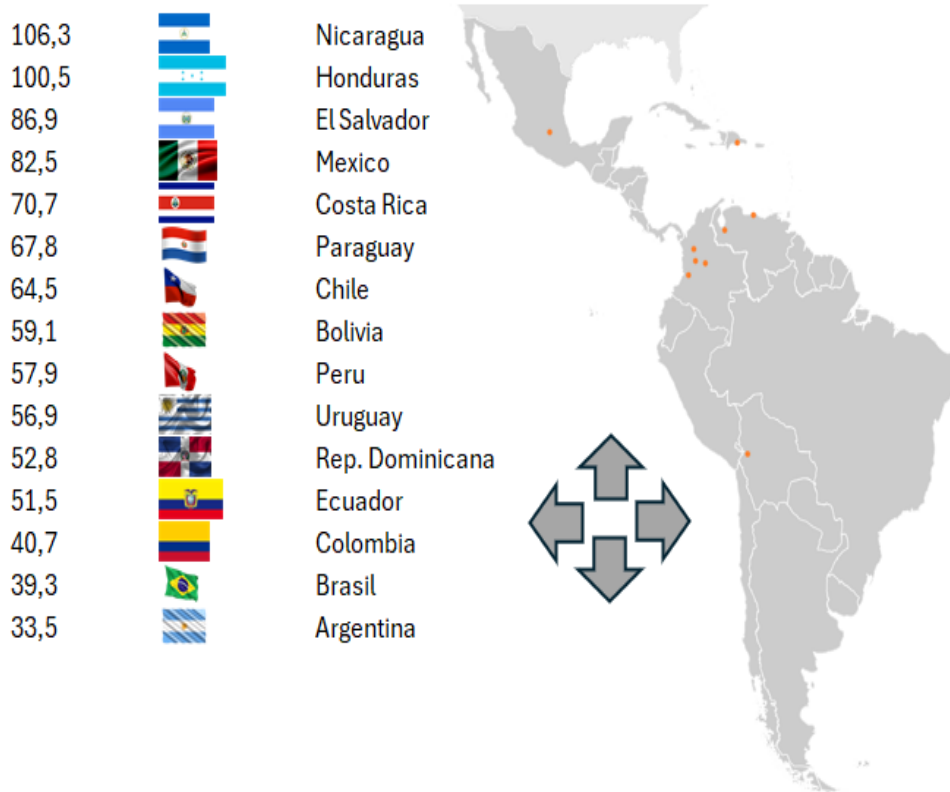 106,3 Nicaragua
100,5 Honduras
86,9 El Salvador
82,5 Mexico
70,7 Costa Rica
67,8 Paraguay
64,5 Chile
59,1 Bolivia
57,9 Peru
56,9 Uruguay
52,8 Rep. Dominicana
51,5 Ecuador
40,7 Colombia
39,3 Brasil
33,5 Argentina